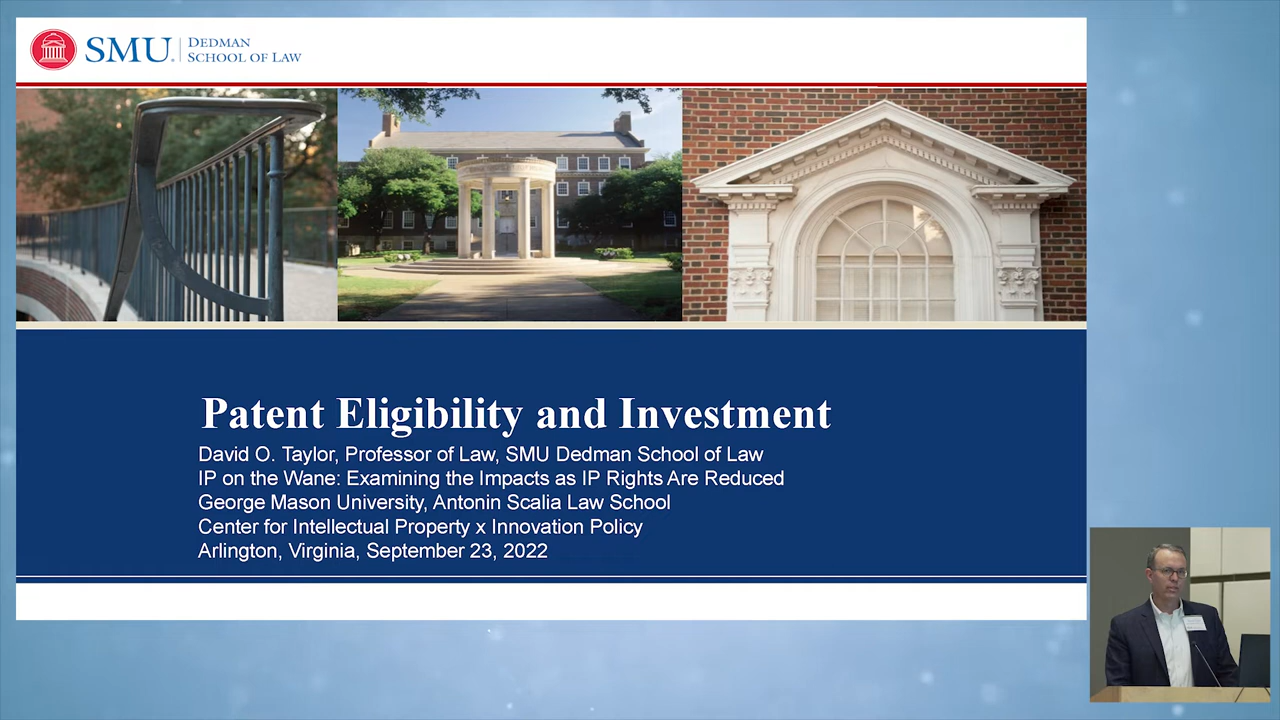 SMU® DEDMAN
SCHOOL OF LAW
Patent Eligibility and Investment
David O. Taylor, Professor of Law, SMU Dedman School of Law
IP on the Wane: Examining the Impacts as IP Rights Are Reduced
George Mason University, Antonin Scalia Law School
Center for Intellectual Property x Innovation Policy
Arlington, Virginia, September 23, 2022